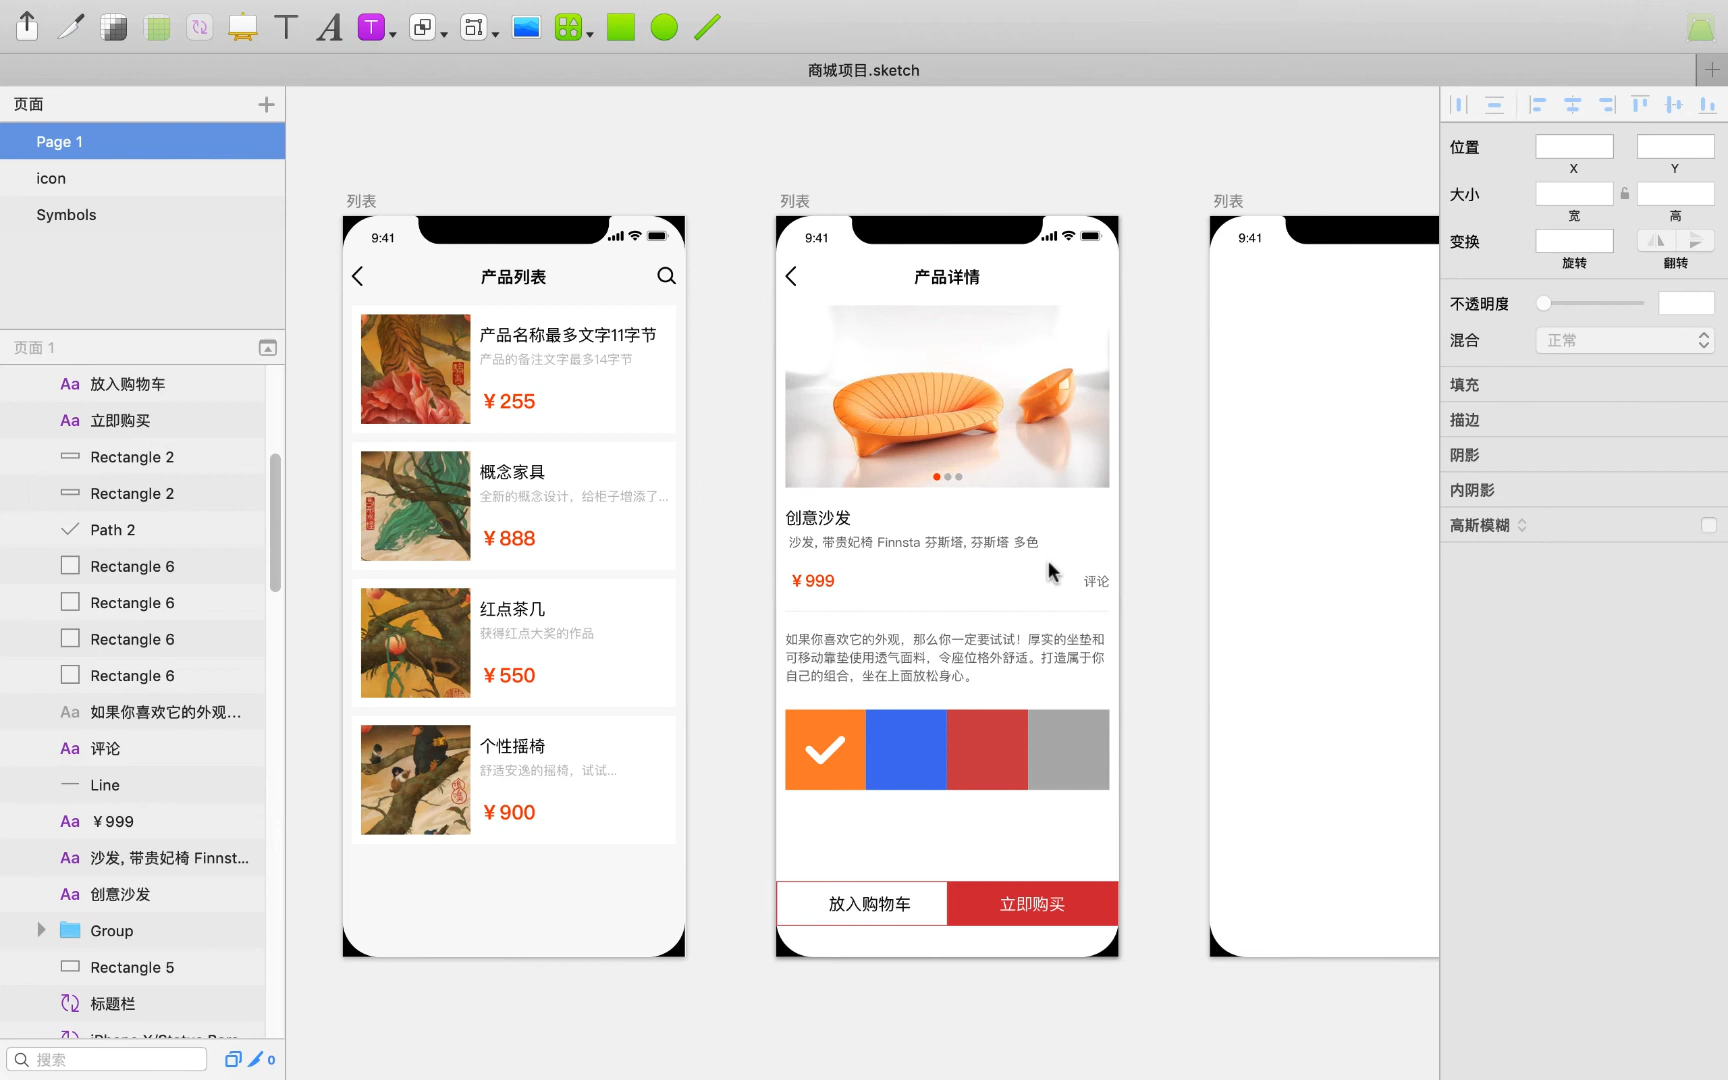 T
A
T
商城项目.sketch
页面
Page 1
icon
Symbols
页面 1
Aa 放入购物车
Aa 立即购买
Rectangle 2
Rectangle 2
Path 2
Rectangle 6
Rectangle 6
Rectangle 6
Rectangle 6
Aa 如果你喜欢它的外观...
Aa 评论
Line
Aa ¥999
Aa 沙发, 带贵妃椅 Finnst...
Aa 创意沙发
Group
Rectangle 5
标题栏
搜索
0
列表
9:41
产品列表
产品名称最多文字11字节
产品的备注文字最多14字节
¥255
概念家具
全新的概念设计，给柜子增添了...
¥888
红点茶几
获得红点大奖的作品
¥550
个性摇椅
舒适安逸的摇椅，试试...
¥900
列表
9:41
产品详情
创意沙发
沙发, 带贵妃椅 Finnsta 芬斯塔, 芬斯塔 多色
¥999
评论
如果你喜欢它的外观，那么你一定要试试！厚实的坐垫和
可移动靠垫使用透气面料，令座位格外舒适。打造属于你
自己的组合，坐在上面放松身心。
放入购物车
立即购买
列表
9:41
位置
X
Y
大小
宽
高
变换
旋转
翻转
不透明度
混合
正常
填充
描边
阴影
内阴影
高斯模糊